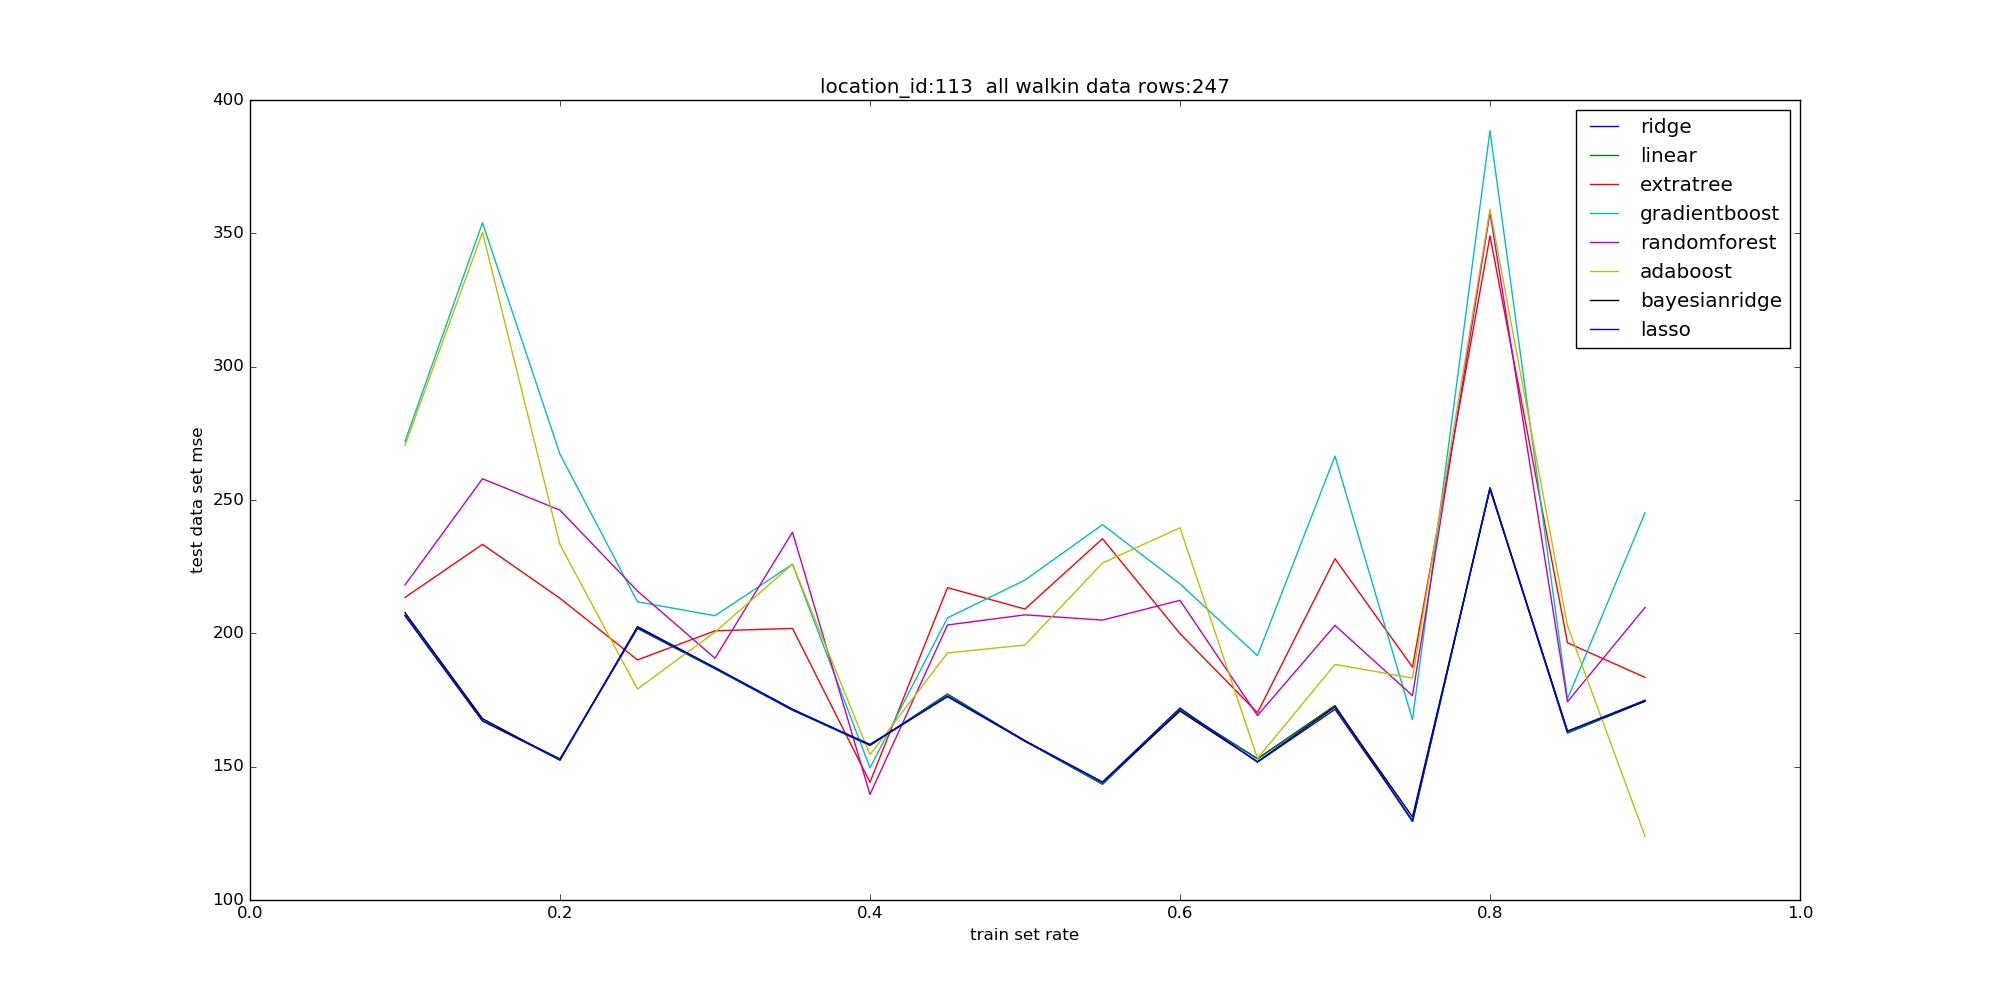 location_id:113  all walkin data rows:247
400
350
300
250
200
150
100
test data set mse
ridge
linear
extratree
gradientboost
randomforest
adaboost
bayesianridge
lasso
0.0 0.2 0.4 0.6 0.8 1.0
train set rate